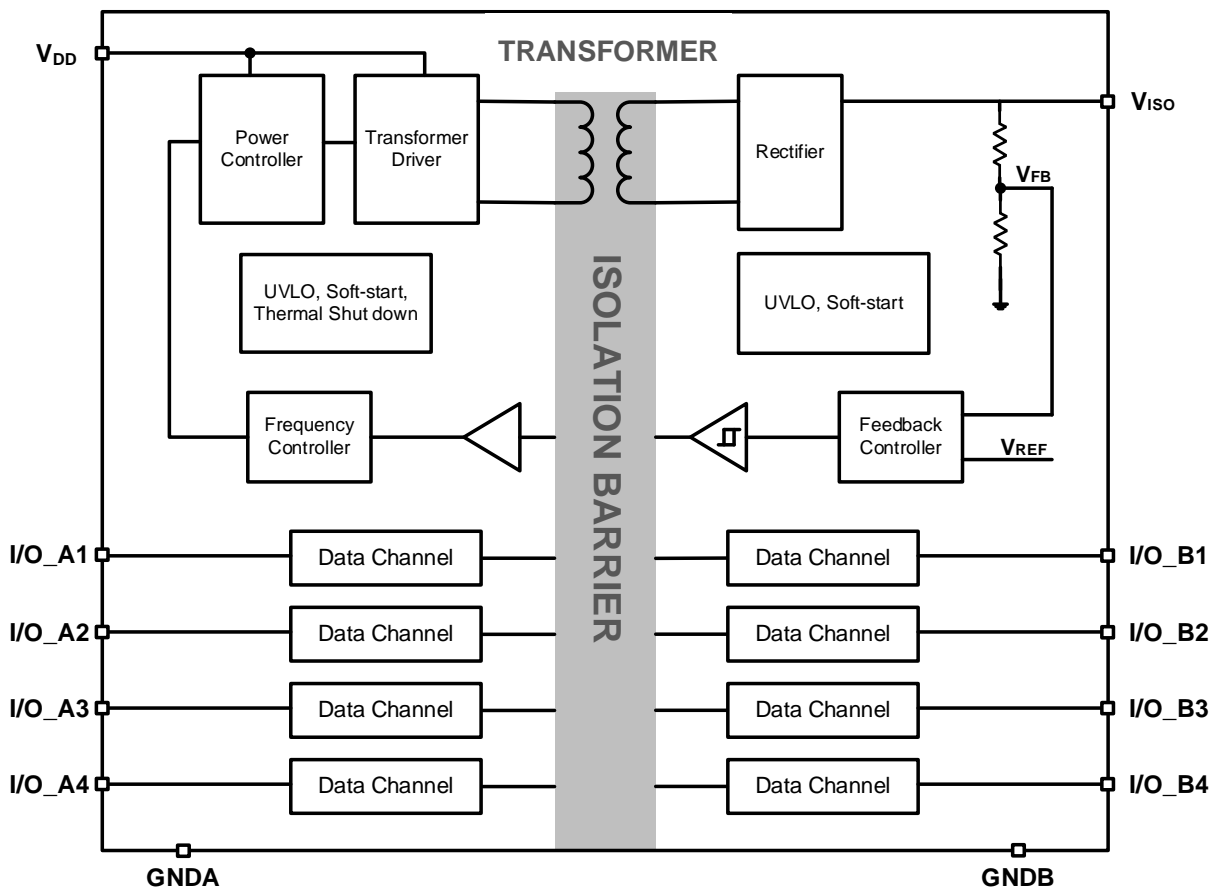 TRANSFORMER
VDD
VISO
Power
Controller
Transformer
Driver
Rectifier
VFB
UVLO, Soft-start,
Thermal Shut down
ISOLATION BARRIER
UVLO, Soft-start
Frequency
Controller
Feedback
Controller
VREF
I/O_A1
Data Channel
Data Channel
I/O_B1
I/O_A2
Data Channel
Data Channel
I/O_B2
I/O_A3
Data Channel
Data Channel
I/O_B3
I/O_A4
Data Channel
Data Channel
I/O_B4
GNDA
GNDB